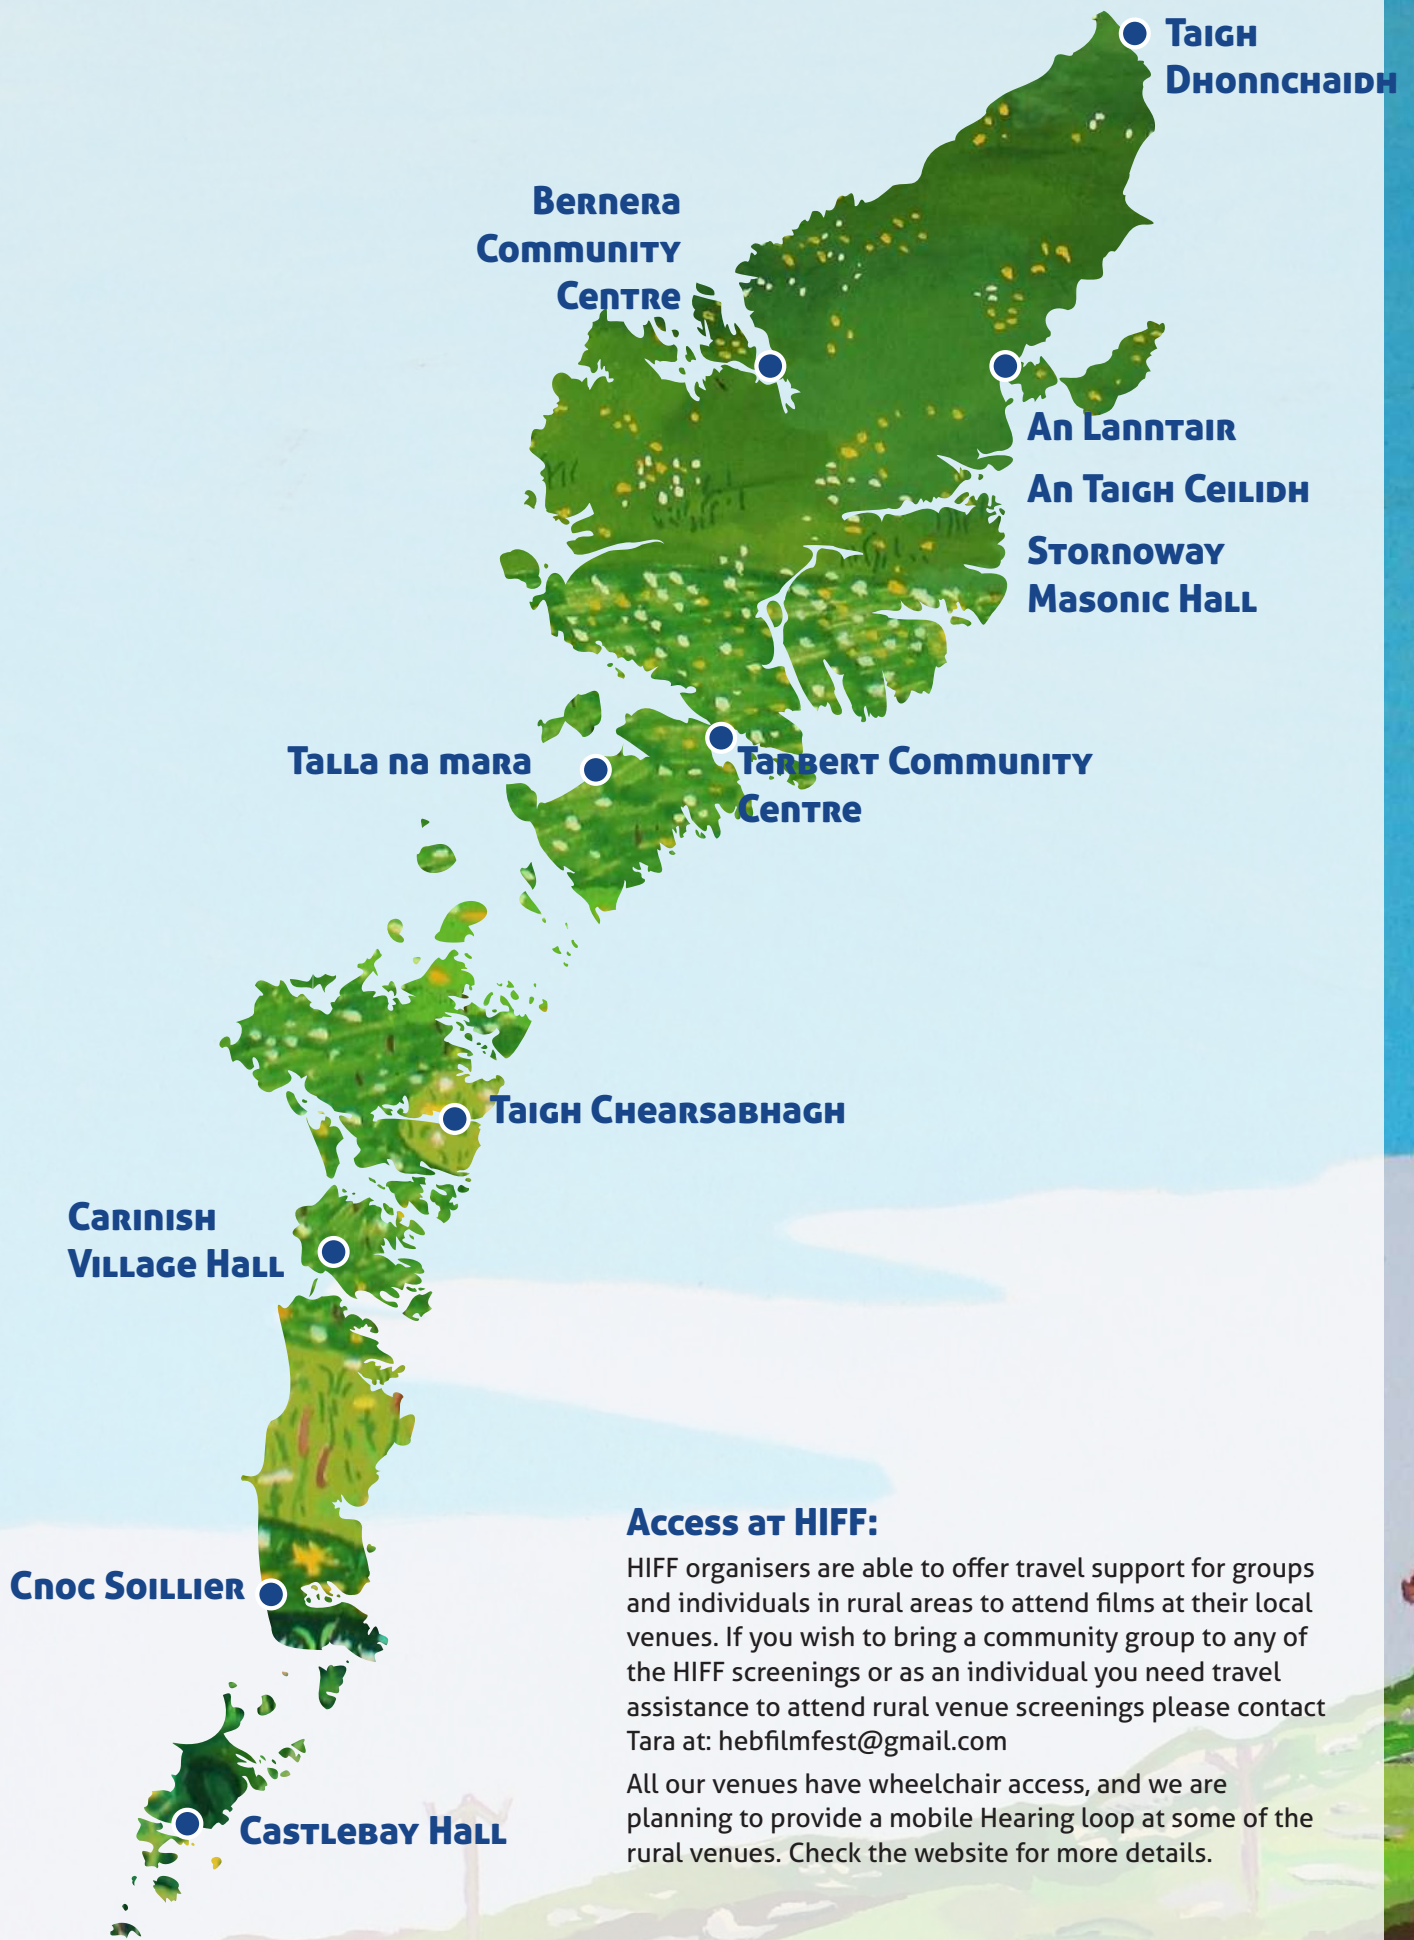 Taigh
Dhonnchaidh
Bernera
Community
Centre
An Lanntair
An Taigh Ceilidh
Stornoway
Masonic Hall
Talla na mara
Tarbert Community
Centre
Taigh Chearsabhagh
Carinish
Village Hall
Cnoc Soillier
Castlebay Hall
Access at HIFF:
HIFF organisers are able to offer travel support for groups
and individuals in rural areas to attend films at their local
venues. If you wish to bring a community group to any of
the HIFF screenings or as an individual you need travel
assistance to attend rural venue screenings please contact
Tara at: hebfilmfest@gmail.com
All our venues have wheelchair access, and we are
planning to provide a mobile Hearing loop at some of the
rural venues. Check the website for more details.